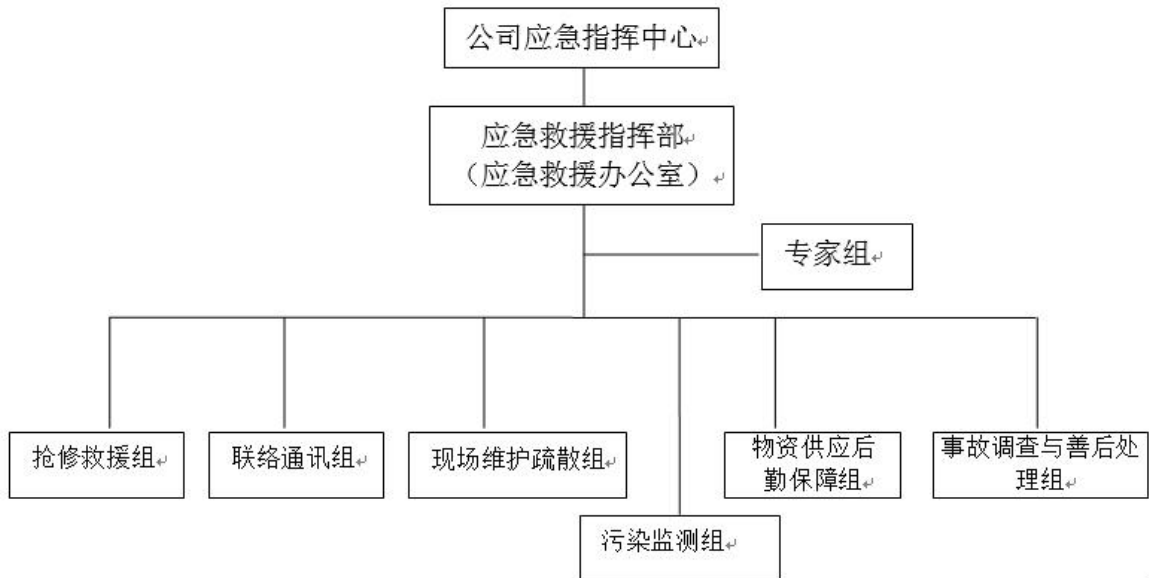 公司应急指挥中心
应急救援指挥部
（应急救援办公室）
专家组
抢修救援组
联络通讯组
现场维护疏散组
物资供应后
勤保障组
事故调查与善后处
理组
污染监测组